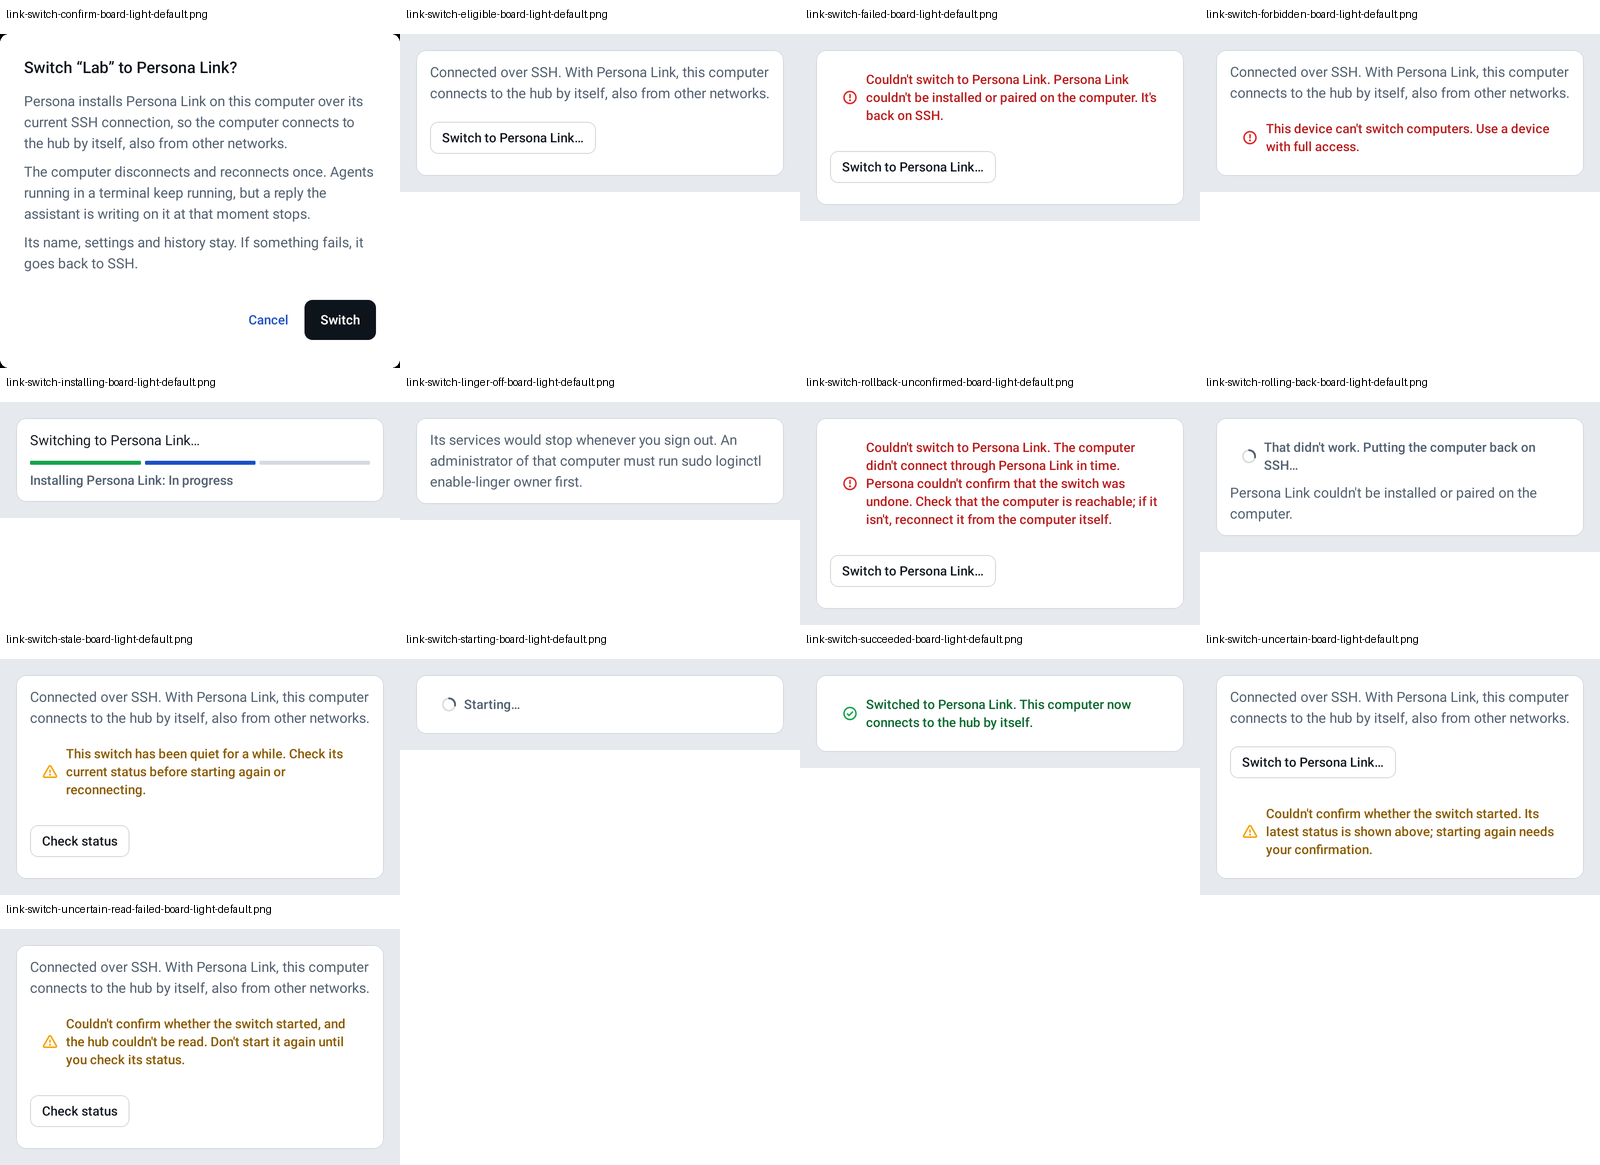 link-switch-confirm-board-light-default.png
Switch “Lab” to Persona Link?
Persona installs Persona Link on this computer over its
current SSH connection, so the computer connects to
the hub by itself, also from other networks.
The computer disconnects and reconnects once. Agents
running in a terminal keep running, but a reply the
assistant is writing on it at that moment stops.
Its name, settings and history stay. If something fails, it
goes back to SSH.
Cancel
Switch
link-switch-eligible-board-light-default.png
Connected over SSH. With Persona Link, this computer
connects to the hub by itself, also from other networks.
Switch to Persona Link...
link-switch-failed-board-light-default.png
Couldn't switch to Persona Link. Persona Link
couldn't be installed or paired on the computer. It's
back on SSH.
Switch to Persona Link...
link-switch-forbidden-board-light-default.png
Connected over SSH. With Persona Link, this computer
connects to the hub by itself, also from other networks.
This device can't switch computers. Use a device
with full access.
link-switch-installing-board-light-default.png
Switching to Persona Link...
Installing Persona Link: In progress
link-switch-linger-off-board-light-default.png
Its services would stop whenever you sign out. An
administrator of that computer must run sudo loginctl
enable-linger owner first.
link-switch-rollback-unconfirmed-board-light-default.png
Couldn't switch to Persona Link. The computer
didn't connect through Persona Link in time.
Persona couldn't confirm that the switch was
undone. Check that the computer is reachable; if it
isn't, reconnect it from the computer itself.
Switch to Persona Link...
link-switch-rolling-back-board-light-default.png
That didn't work. Putting the computer back on
SSH...
Persona Link couldn't be installed or paired on the
computer.
link-switch-stale-board-light-default.png
Connected over SSH. With Persona Link, this computer
connects to the hub by itself, also from other networks.
This switch has been quiet for a while. Check its
current status before starting again or
reconnecting.
Check status
link-switch-starting-board-light-default.png
Starting...
link-switch-succeeded-board-light-default.png
Switched to Persona Link. This computer now
connects to the hub by itself.
link-switch-uncertain-board-light-default.png
Connected over SSH. With Persona Link, this computer
connects to the hub by itself, also from other networks.
Switch to Persona Link...
Couldn't confirm whether the switch started. Its
latest status is shown above; starting again needs
your confirmation.
link-switch-uncertain-read-failed-board-light-default.png
Connected over SSH. With Persona Link, this computer
connects to the hub by itself, also from other networks.
Couldn't confirm whether the switch started, and
the hub couldn't be read. Don't start it again until
you check its status.
Check status